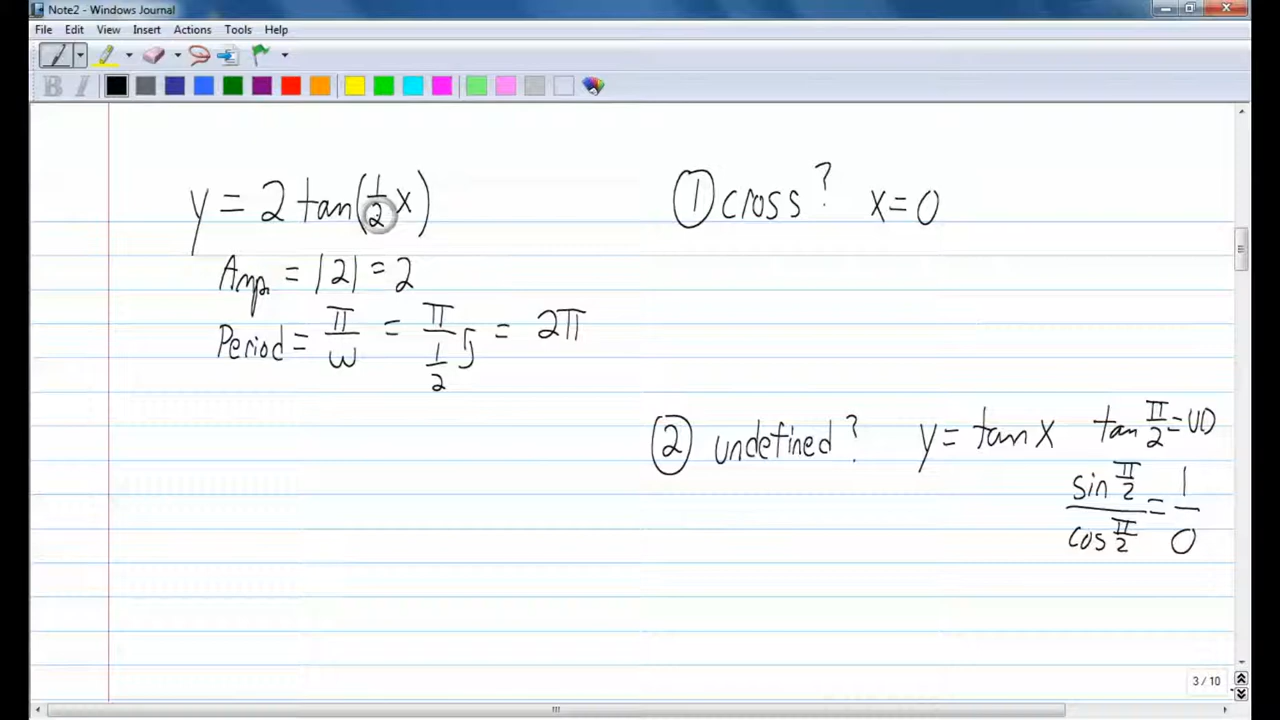 Note2 - Windows Journal
File Edit View Insert Actions Tools Help
B I
y = 2 tan(1/2 x)
Amp. = |2| = 2
Period = π/ω = π/(1/2) = 2π
① cross? x=0
② undefined? y = tan x tan π/2 = UD
sin π/2 / cos π/2 = 1/0
3 / 10